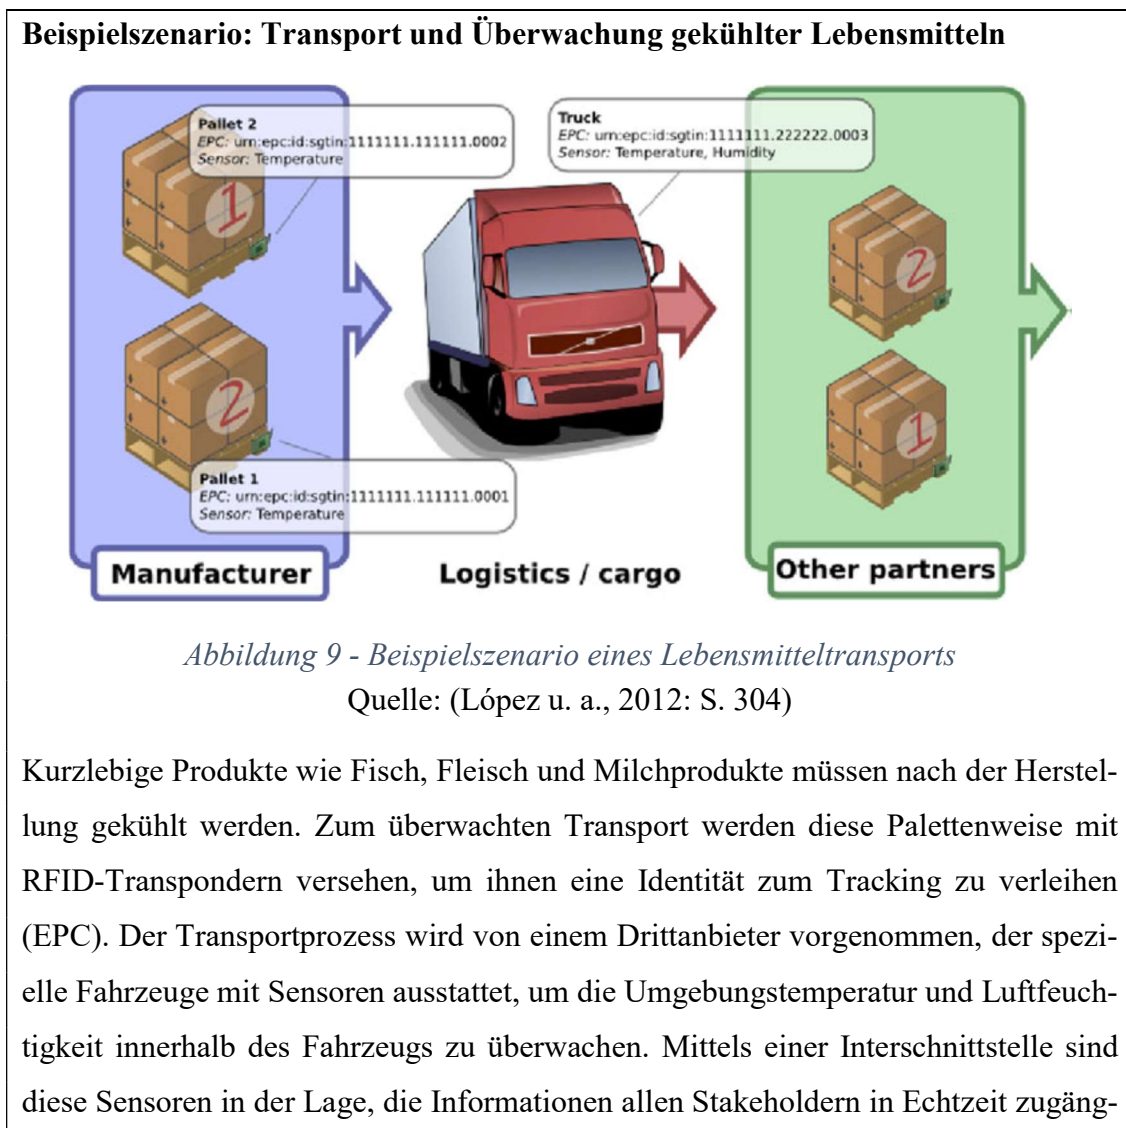 Beispielszenario: Transport und Überwachung gekühlter Lebensmitteln
Pallet 2
EPC: urn:epc:id:sgtin:1111111.111111.0002
Sensor: Temperature
1
Truck
EPC: urn:epc:id:sgtin:1111111.222222.0003
Sensor: Temperature, Humidity
2
2
1
Pallet 1
EPC: urn:epc:id:sgtin:1111111.111111.0001
Sensor: Temperature
Manufacturer
Logistics / cargo
Other partners
Abbildung 9 - Beispielszenario eines Lebensmitteltransports
Quelle: (López u. a., 2012: S. 304)
Kurzlebige Produkte wie Fisch, Fleisch und Milchprodukte müssen nach der Herstel-
lung gekühlt werden. Zum überwachten Transport werden diese Palettenweise mit
RFID-Transpondern versehen, um ihnen eine Identität zum Tracking zu verleihen
(EPC). Der Transportprozess wird von einem Drittanbieter vorgenommen, der spezi-
elle Fahrzeuge mit Sensoren ausstattet, um die Umgebungstemperatur und Luftfeuch-
tigkeit innerhalb des Fahrzeugs zu überwachen. Mittels einer Interschnittstelle sind
diese Sensoren in der Lage, die Informationen allen Stakeholdern in Echtzeit zugäng-